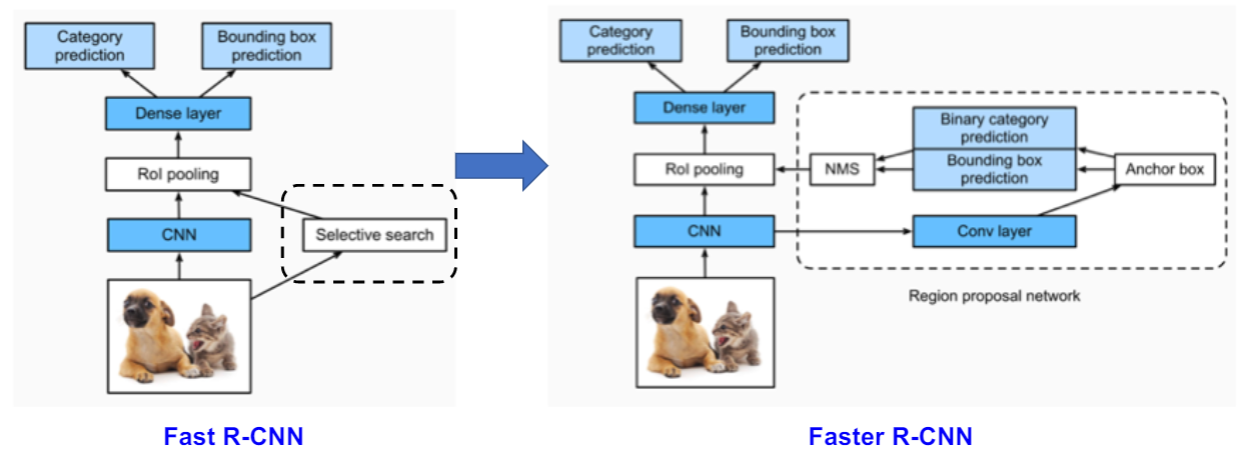 Category
prediction
Bounding box
prediction
Dense layer
RoI pooling
CNN
Selective search
Fast R-CNN
Category
prediction
Bounding box
prediction
Dense layer
RoI pooling
NMS
Binary category
prediction
Bounding box
prediction
Anchor box
CNN
Conv layer
Region proposal network
Faster R-CNN